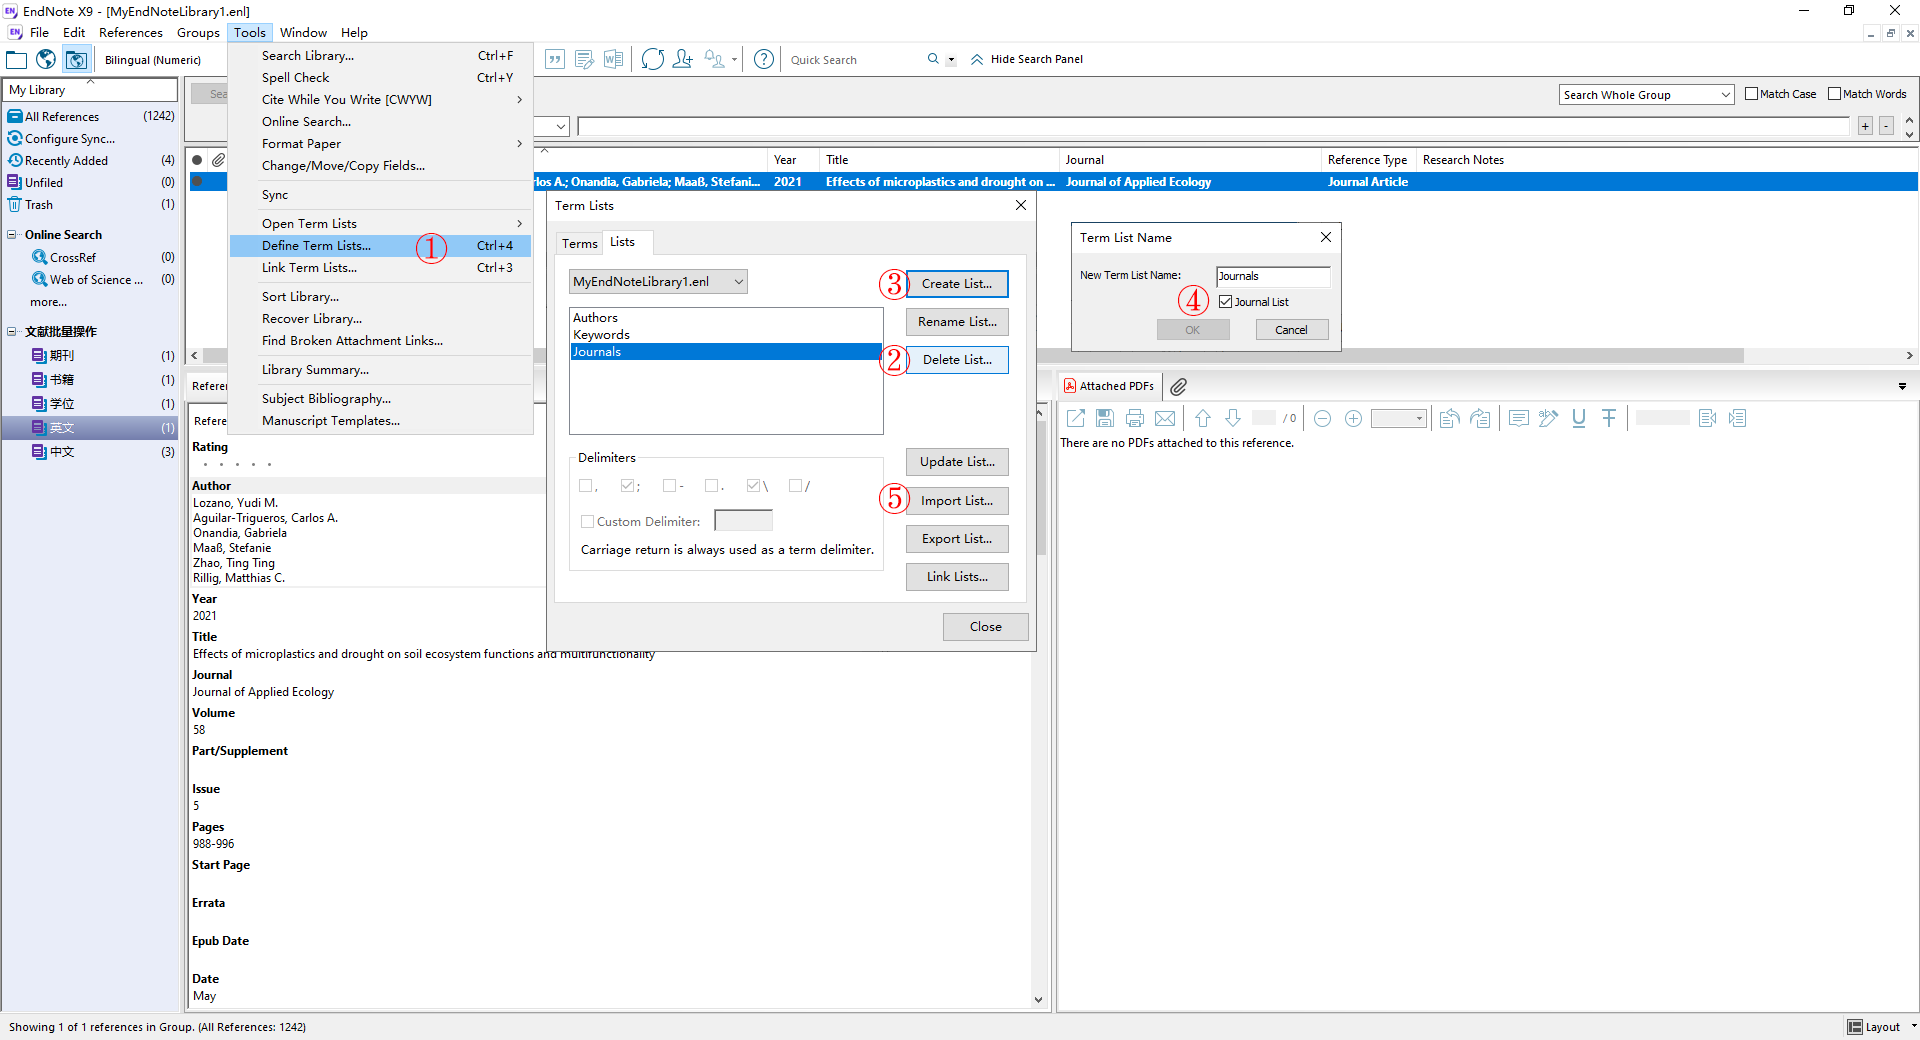 EndNote X9 - [MyEndNoteLibrary1.enl]
File Edit References Groups Tools Window Help
Bilingual (Numeric)
Quick Search
Hide Search Panel
My Library
All References (1242)
Configure Sync...
Recently Added (4)
Unfiled (0)
Trash (1)
Online Search
CrossRef (0)
Web of Science ... (0)
more...
文献批量操作
期刊 (1)
书籍 (1)
学位 (1)
英文 (1)
中文 (3)
Search Library... Ctrl+F
Spell Check Ctrl+Y
Cite While You Write [CWYW]
Online Search...
Format Paper
Change/Move/Copy Fields...
Sync
Open Term Lists
Define Term Lists... ① Ctrl+4
Link Term Lists... Ctrl+3
Sort Library...
Recover Library...
Find Broken Attachment Links...
Library Summary...
Subject Bibliography...
Manuscript Templates...
Sea
Search Whole Group
Match Case
Match Words
+ -
Year Title Journal Reference Type Research Notes
los A.; Onandia, Gabriela; Maaß, Stefani... 2021 Effects of microplastics and drought on ... Journal of Applied Ecology Journal Article
Term Lists
Terms Lists
MyEndNoteLibrary1.enl
Authors
Keywords
Journals
③ Create List...
Rename List...
② Delete List...
Update List...
⑤ Import List...
Export List...
Link Lists...
Delimiters
, ; - . \ /
Custom Delimiter:
Carriage return is always used as a term delimiter.
Close
Term List Name
New Term List Name: Journals
④ Journal List
OK Cancel
Refere
Refere
Rating
Author
Lozano, Yudi M.
Aguilar-Trigueros, Carlos A.
Onandia, Gabriela
Maaß, Stefanie
Zhao, Ting Ting
Rillig, Matthias C.
Year
2021
Title
Effects of microplastics and drought on soil ecosystem functions and multifunctionality
Journal
Journal of Applied Ecology
Volume
58
Part/Supplement
Issue
5
Pages
988-996
Start Page
Errata
Epub Date
Date
May
Attached PDFs
/ 0
There are no PDFs attached to this reference.
Showing 1 of 1 references in Group. (All References: 1242)
Layout